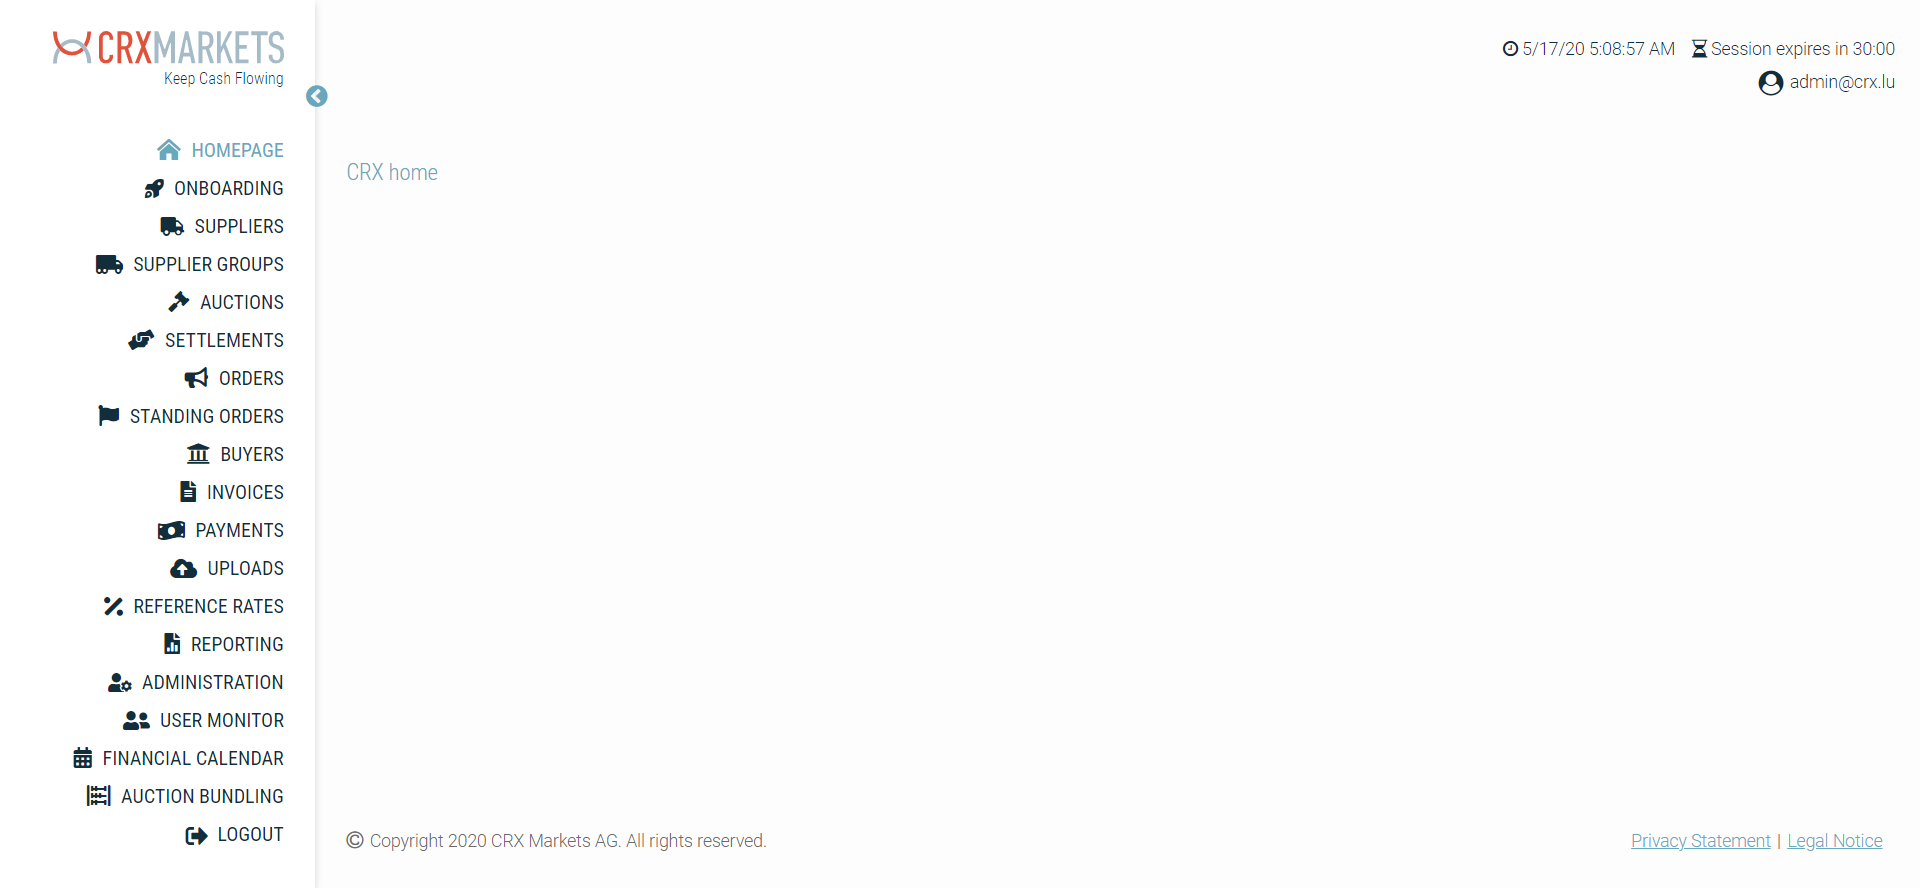 CRXMARKETS
Keep Cash Flowing
5/17/20 5:08:57 AM Session expires in 30:00
admin@crx.lu
HOMEPAGE
ONBOARDING
SUPPLIERS
SUPPLIER GROUPS
AUCTIONS
SETTLEMENTS
ORDERS
STANDING ORDERS
BUYERS
INVOICES
PAYMENTS
UPLOADS
REFERENCE RATES
REPORTING
ADMINISTRATION
USER MONITOR
FINANCIAL CALENDAR
AUCTION BUNDLING
LOGOUT
CRX home
© Copyright 2020 CRX Markets AG. All rights reserved.
Privacy Statement | Legal Notice